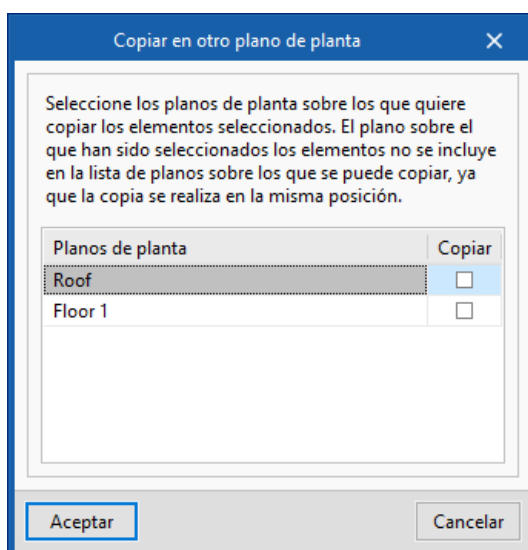 Copiar en otro plano de planta
Seleccione los planos de planta sobre los que quiere
copiar los elementos seleccionados. El plano sobre el
que han sido seleccionados los elementos no se incluye
en la lista de planos sobre los que se puede copiar, ya
que la copia se realiza en la misma posición.
Planos de planta Copiar
Roof
Floor 1
Aceptar Cancelar